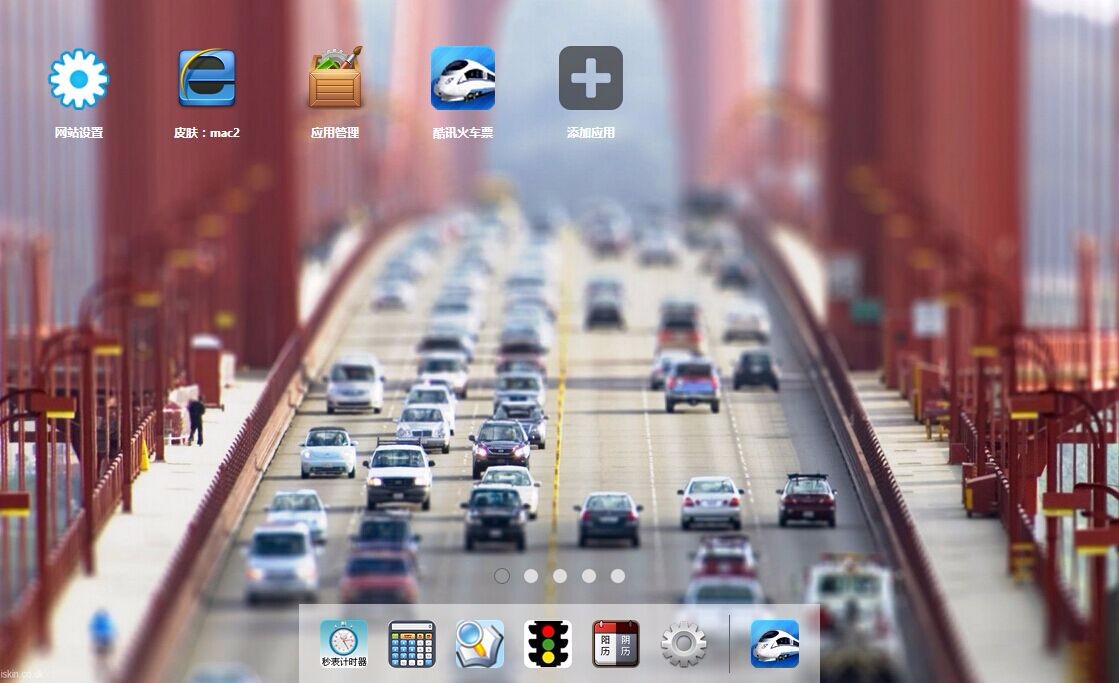 网站设置
皮肤：mac2
应用管理
酷讯火车票
添加应用
秒表计时器
阳 阴
历 历
iskin.co.uk